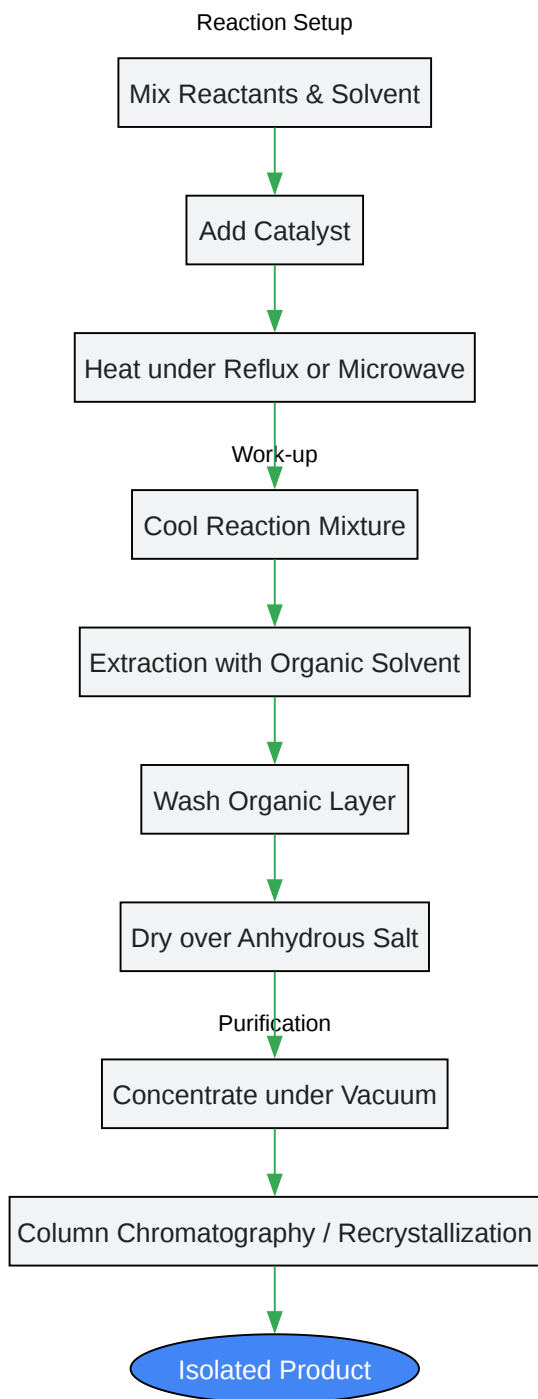 Reaction Setup
Mix Reactants & Solvent
Add Catalyst
Heat under Reflux or Microwave
Work-up
Cool Reaction Mixture
Extraction with Organic Solvent
Wash Organic Layer
Dry over Anhydrous Salt
Purification
Concentrate under Vacuum
Column Chromatography / Recrystallization
Isolated Product